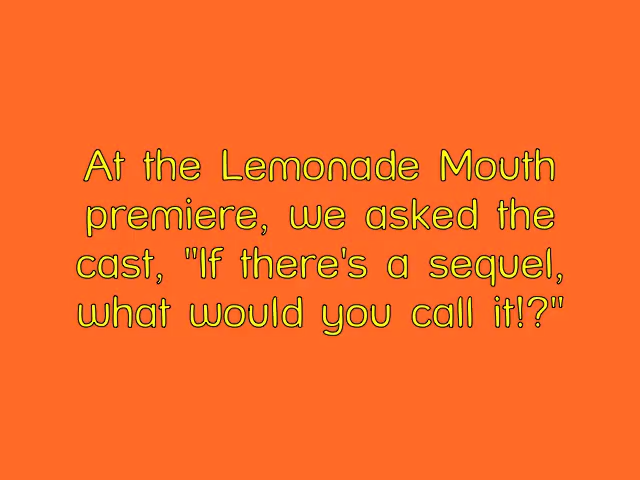 At the Lemonade Mouth
premiere, we asked the
cast, "If there's a sequel,
what would you call it!?"